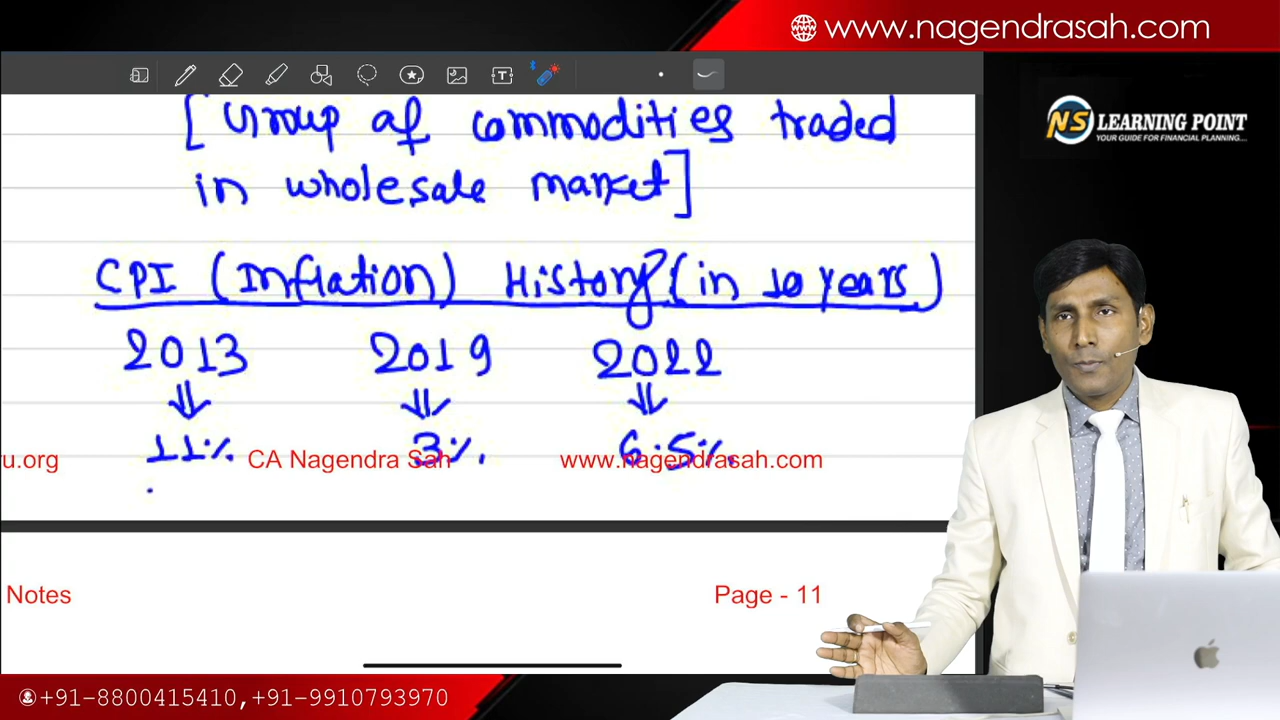 www.nagendrasah.com
NS LEARNING POINT
YOUR GUIDE FOR FINANCIAL PLANNING...
[Group of commodities traded
in wholesale market]
CPI (Inflation) History (in 10 years)
2013 2019 2022
11% 3% 6.5%
ru.org CA Nagendra Sah www.nagendrasah.com
Notes Page - 11
+91-8800415410,+91-9910793970